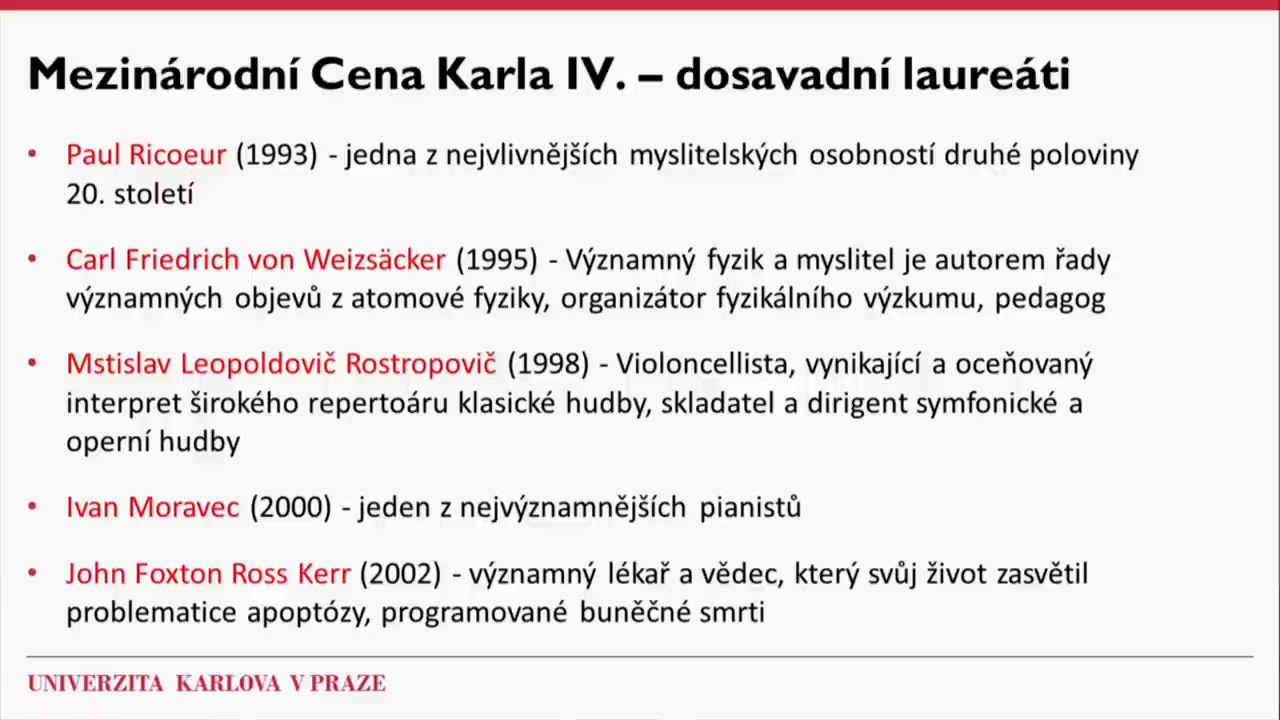 Mezinárodní Cena Karla IV. – dosavadní laureáti
• Paul Ricoeur (1993) - jedna z nejvlivnějších myslitelských osobností druhé poloviny
20. století
• Carl Friedrich von Weizsäcker (1995) - Významný fyzik a myslitel je autorem řady
významných objevů z atomové fyziky, organizátor fyzikálního výzkumu, pedagog
• Mstislav Leopoldovič Rostropovič (1998) - Violoncellista, vynikající a oceňovaný
interpret širokého repertoáru klasické hudby, skladatel a dirigent symfonické a
operní hudby
• Ivan Moravec (2000) - jeden z nejvýznamnějších pianistů
• John Foxton Ross Kerr (2002) - významný lékař a vědec, který svůj život zasvětil
problematice apoptózy, programované buněčné smrti
UNIVERZITA KARLOVA V PRAZE